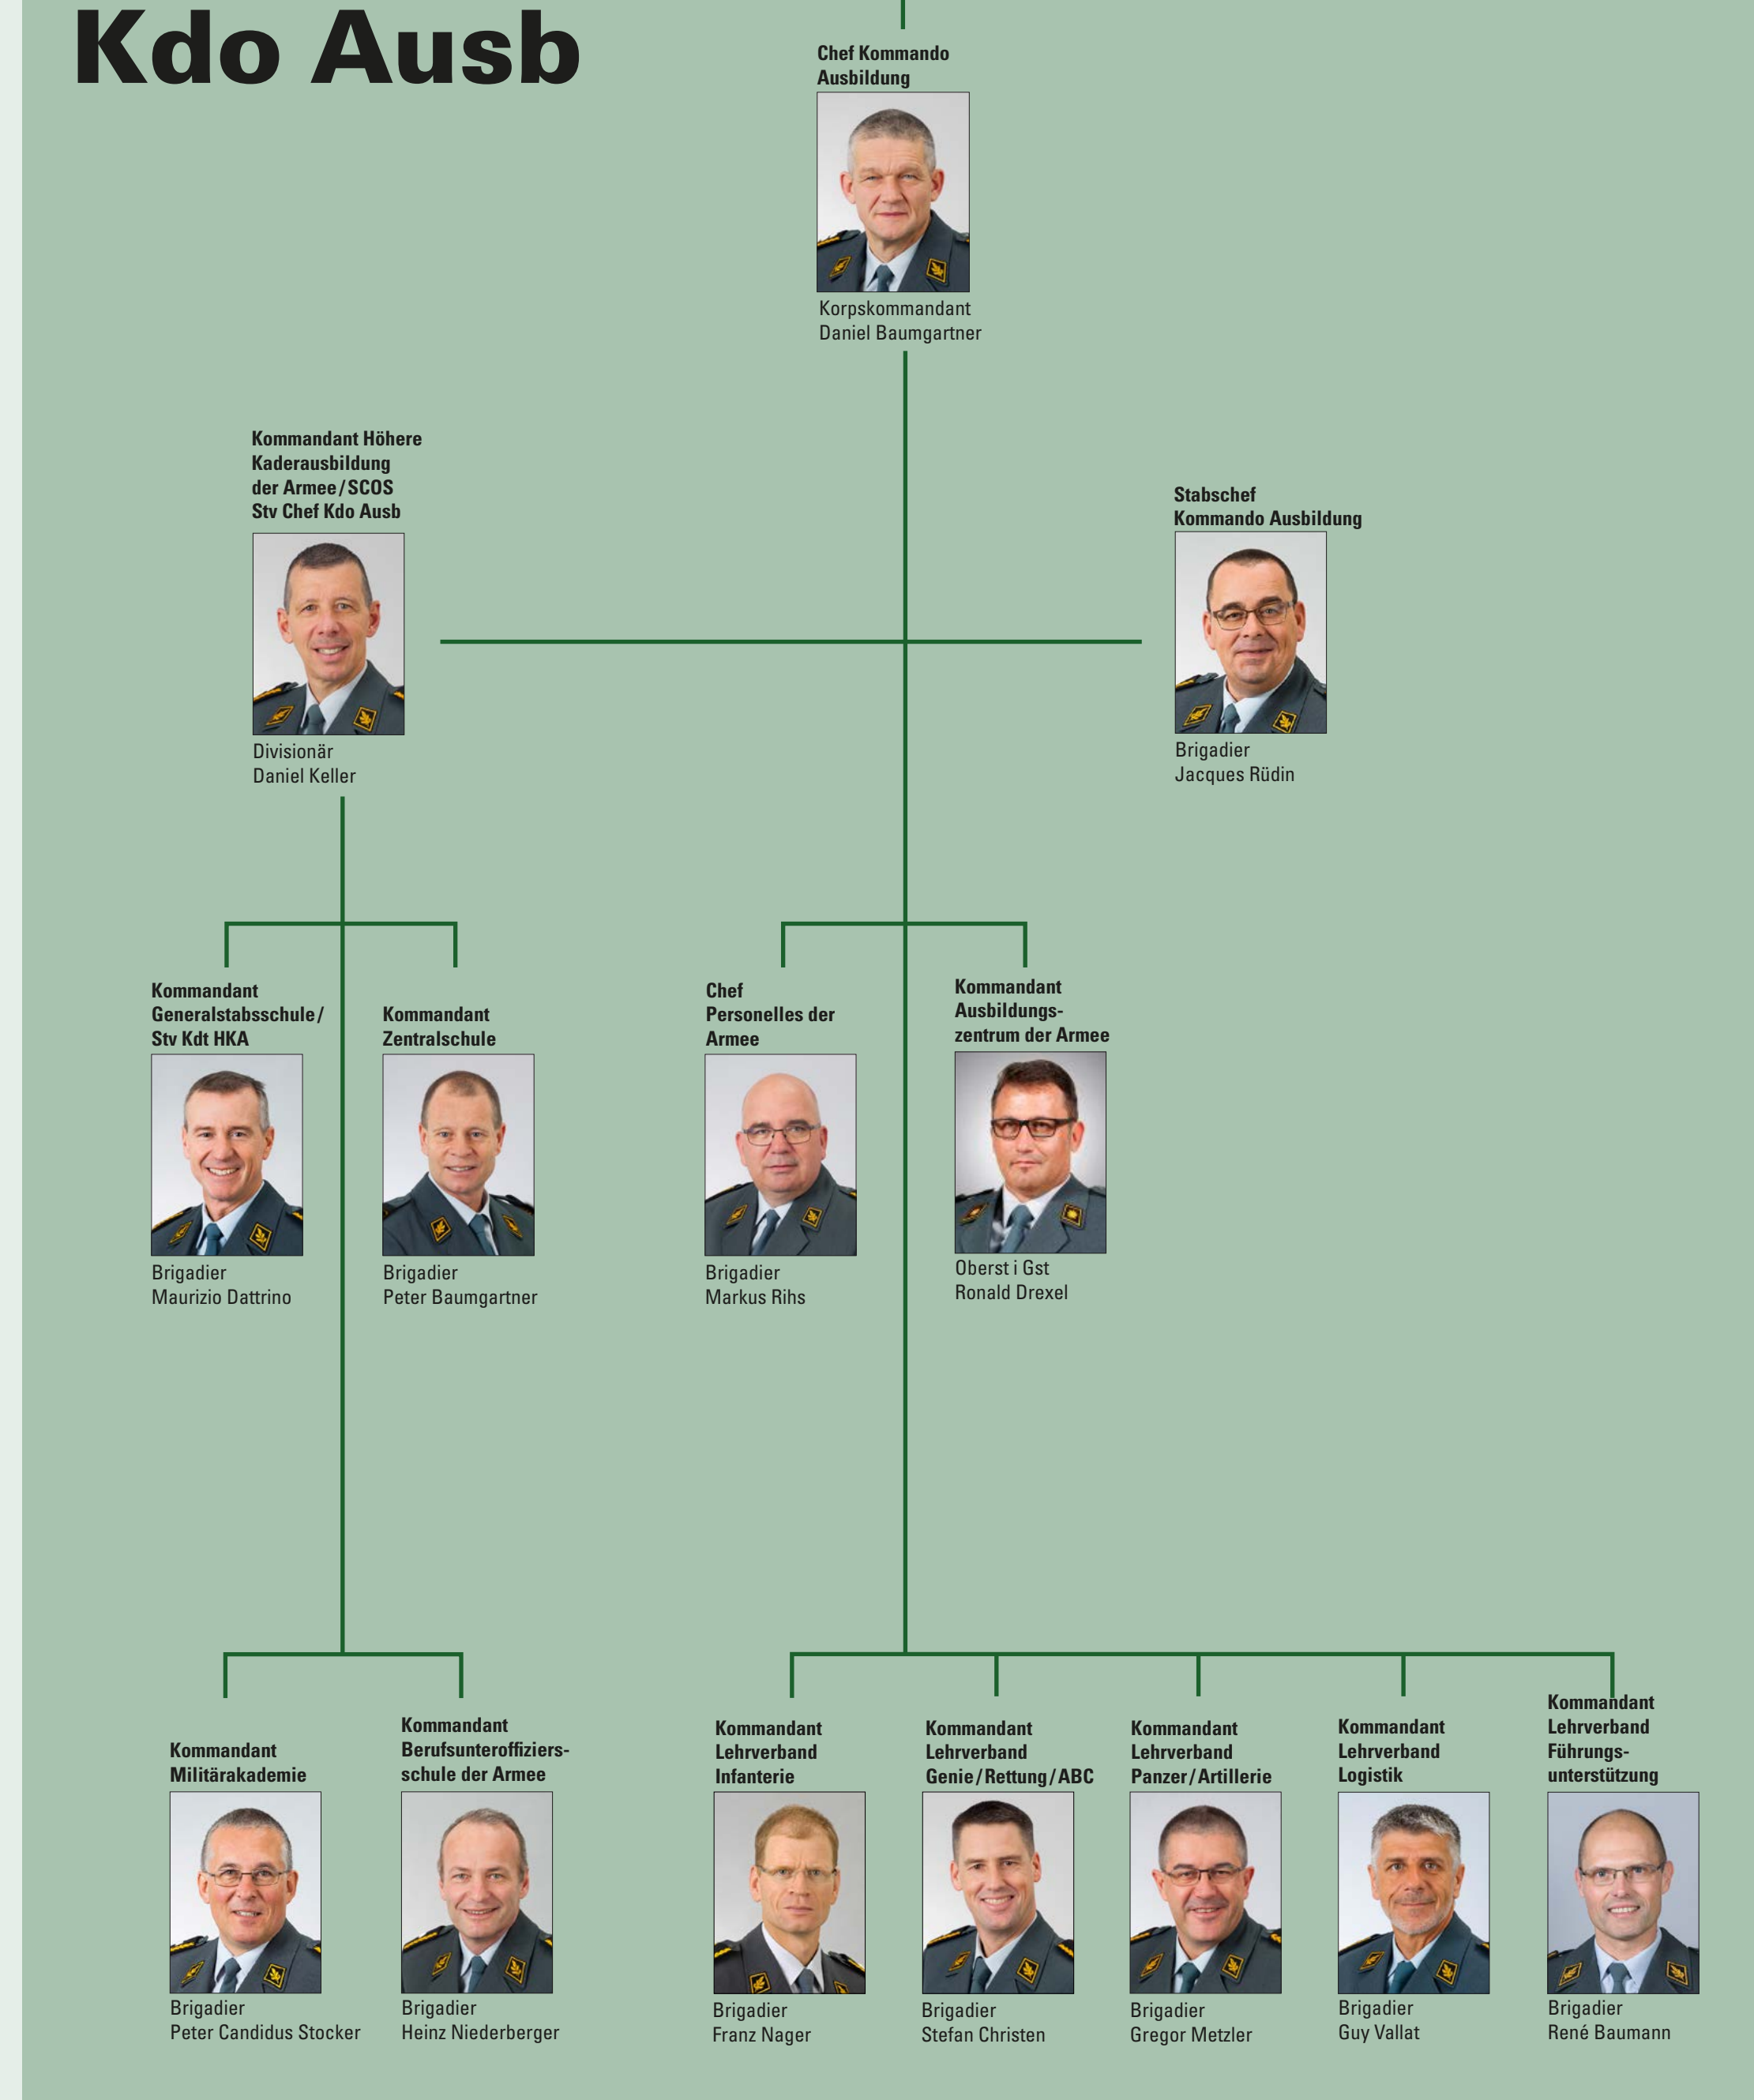 Kdo Ausb
Chef Kommando
Ausbildung
Korpskommandant
Daniel Baumgartner
Kommandant Höhere
Kaderausbildung
der Armee/SCOS
Stv Chef Kdo Ausb
Divisionär
Daniel Keller
Stabschef
Kommando Ausbildung
Brigadier
Jacques Rüdin
Kommandant
Generalstabsschule/
Stv Kdt HKA
Brigadier
Maurizio Dattrino
Kommandant
Zentralschule
Brigadier
Peter Baumgartner
Chef
Personelles der
Armee
Brigadier
Markus Rihs
Kommandant
Ausbildungs-
zentrum der Armee
Oberst i Gst
Ronald Drexel
Kommandant
Militärakademie
Brigadier
Peter Candidus Stocker
Kommandant
Berufsunteroffiziers-
schule der Armee
Brigadier
Heinz Niederberger
Kommandant
Lehrverband
Infanterie
Brigadier
Franz Nager
Kommandant
Lehrverband
Genie/Rettung/ABC
Brigadier
Stefan Christen
Kommandant
Lehrverband
Panzer/Artillerie
Brigadier
Gregor Metzler
Kommandant
Lehrverband
Logistik
Brigadier
Guy Vallat
Kommandant
Lehrverband
Führungs-
unterstützung
Brigadier
René Baumann